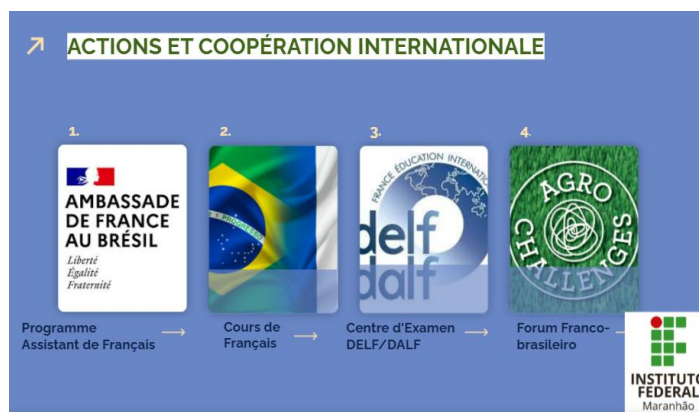 ACTIONS ET COOPÉRATION INTERNATIONALE
1.
2.
3.
4.
AMBASSADE
DE FRANCE
AU BRÉSIL
Liberté
Égalité
Fraternité
PROGRESSO
FRANCE ÉDUCATION INTERNATI
delf
dalf
AGRO
CHALLENGES
Programme
Assistant de Français
Cours de
Français
Centre d'Examen
DELF/DALF
Forum Franco-
brasileiro
INSTITUTO
FEDERAL
Maranhão